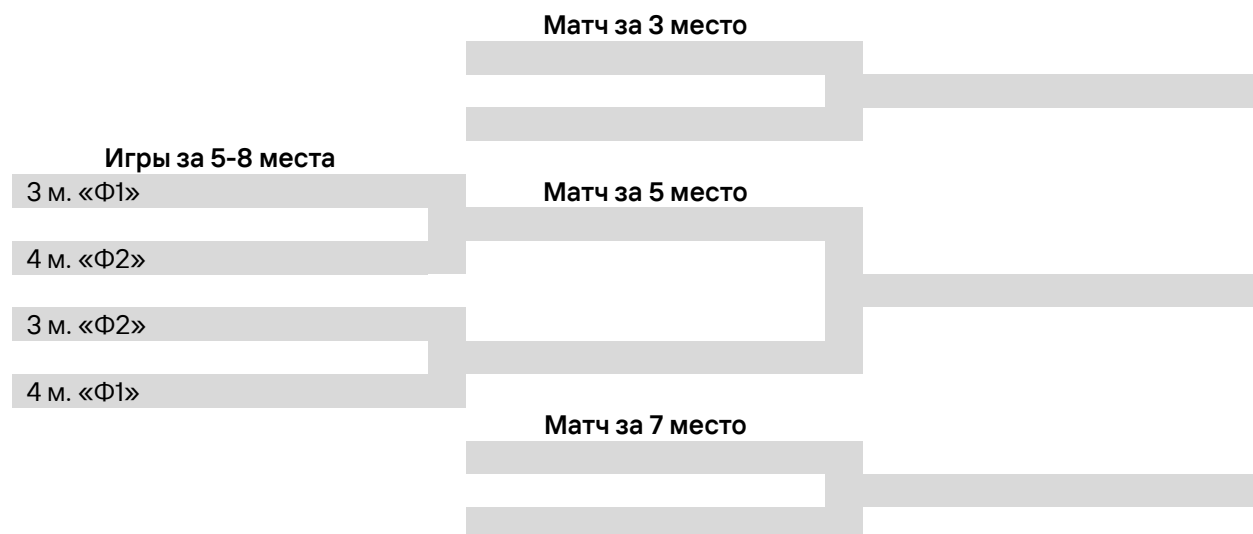 Матч за 3 место
Игры за 5-8 места
3 м. «Ф1»
Матч за 5 место
4 м. «Ф2»
3 м. «Ф2»
4 м. «Ф1»
Матч за 7 место